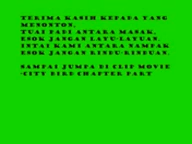 TERIMA KASIH KEPADA YANG
MENONTON,
TUAI PADI ANTARA MASAK,
ESOK JANGAN LAYU-LAYUAN.
INTAI KAMI ANTARA NAMPAK
ESOK JANGAN RINDU-RINDUAN.
SAMPAI JUMPA DI CLIP MOVIE
-CITY BIRD CHAPTER PART